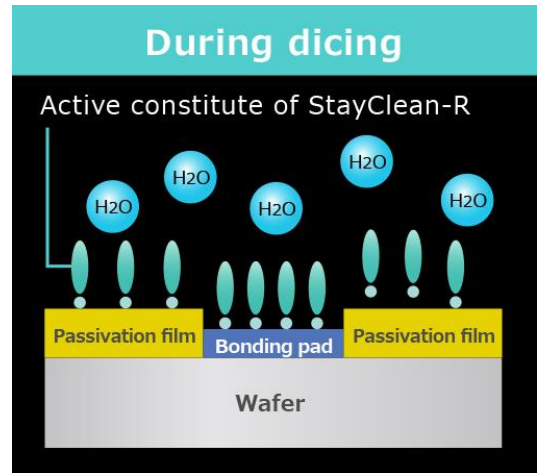 During dicing
Active constitute of StayClean-R
H2O
H2O
H2O
H2O
H2O
Passivation film
Bonding pad
Passivation film
Wafer